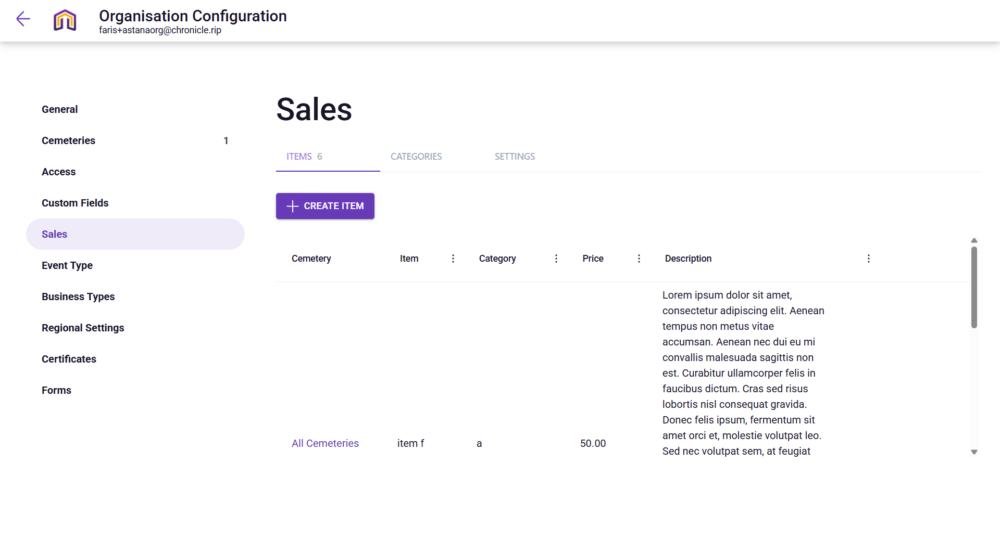 Organisation Configuration
faris+astanaorg@chronicle.rip
General
Cemeteries 1
Access
Custom Fields
Sales
Event Type
Business Types
Regional Settings
Certificates
Forms
Sales
ITEMS 6 CATEGORIES SETTINGS
CREATE ITEM
Cemetery Item Category Price Description
All Cemeteries item f a 50.00
Lorem ipsum dolor sit amet,
consectetur adipiscing elit. Aenean
tempus non metus vitae
accumsan. Aenean nec dui eu mi
convallis malesuada sagittis non
est. Curabitur ullamcorper felis in
faucibus dictum. Cras sed risus
lobortis nisl consequat gravida.
Donec felis ipsum, fermentum sit
amet orci et, molestie volutpat leo.
Sed nec volutpat sem, at feugiat